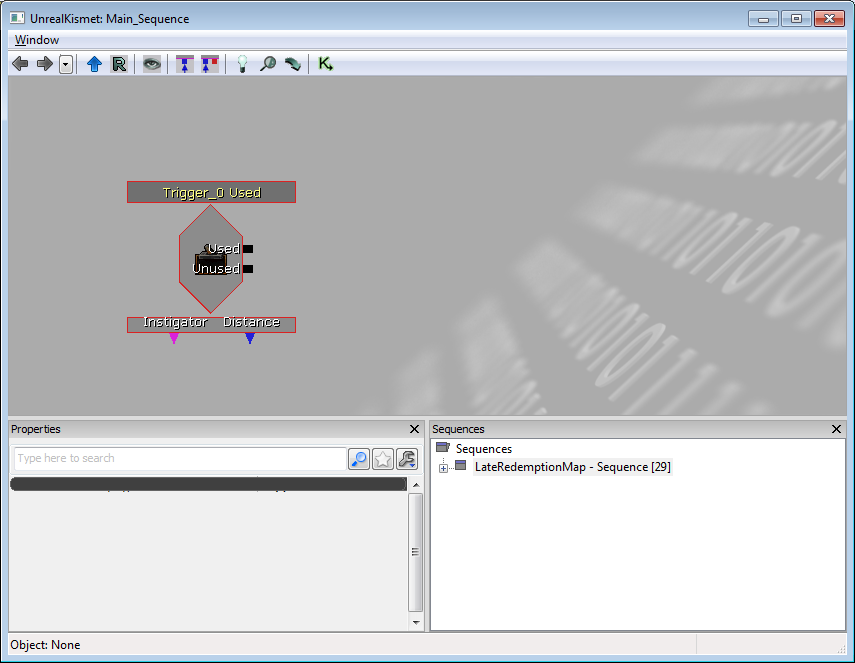 UnrealKismet: Main_Sequence
Window
Trigger_0 Used
Used
Unused
Instigator Distance
Properties
Sequences
Type here to search
Sequences
LateRedemptionMap - Sequence [29]
Object: None